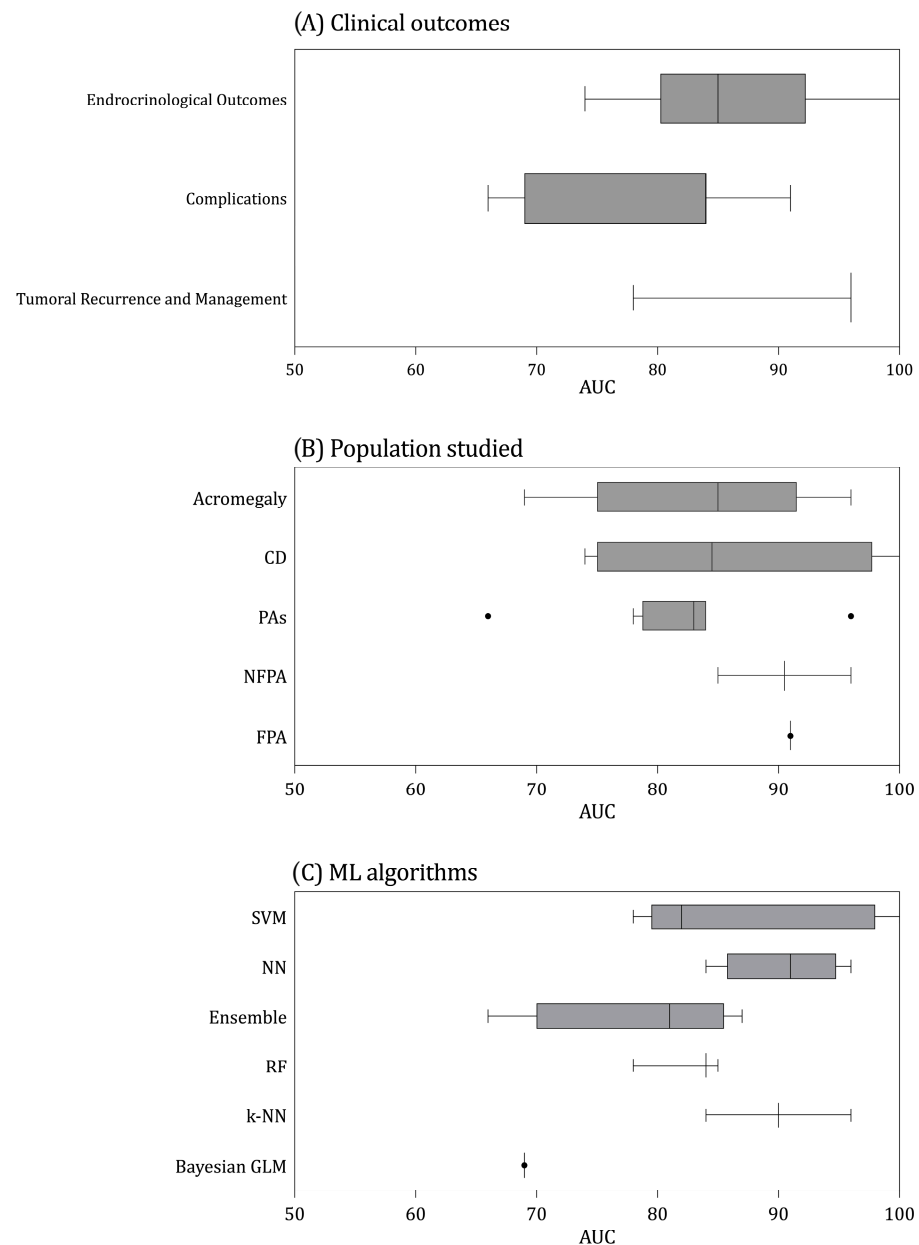 (A) Clinical outcomes
Endrocrinological Outcomes
Complications
Tumoral Recurrence and Management
50 60 70 80 90 100
AUC
(B) Population studied
Acromegaly
CD
PAs
NFPA
FPA
50 60 70 80 90 100
AUC
(C) ML algorithms
SVM
NN
Ensemble
RF
k-NN
Bayesian GLM
50 60 70 80 90 100
AUC